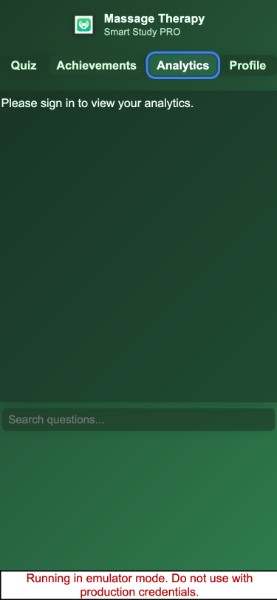 Massage Therapy
Smart Study PRO
Quiz
Achievements
Analytics
Profile
Please sign in to view your analytics.
Search questions...
Running in emulator mode. Do not use with
production credentials.